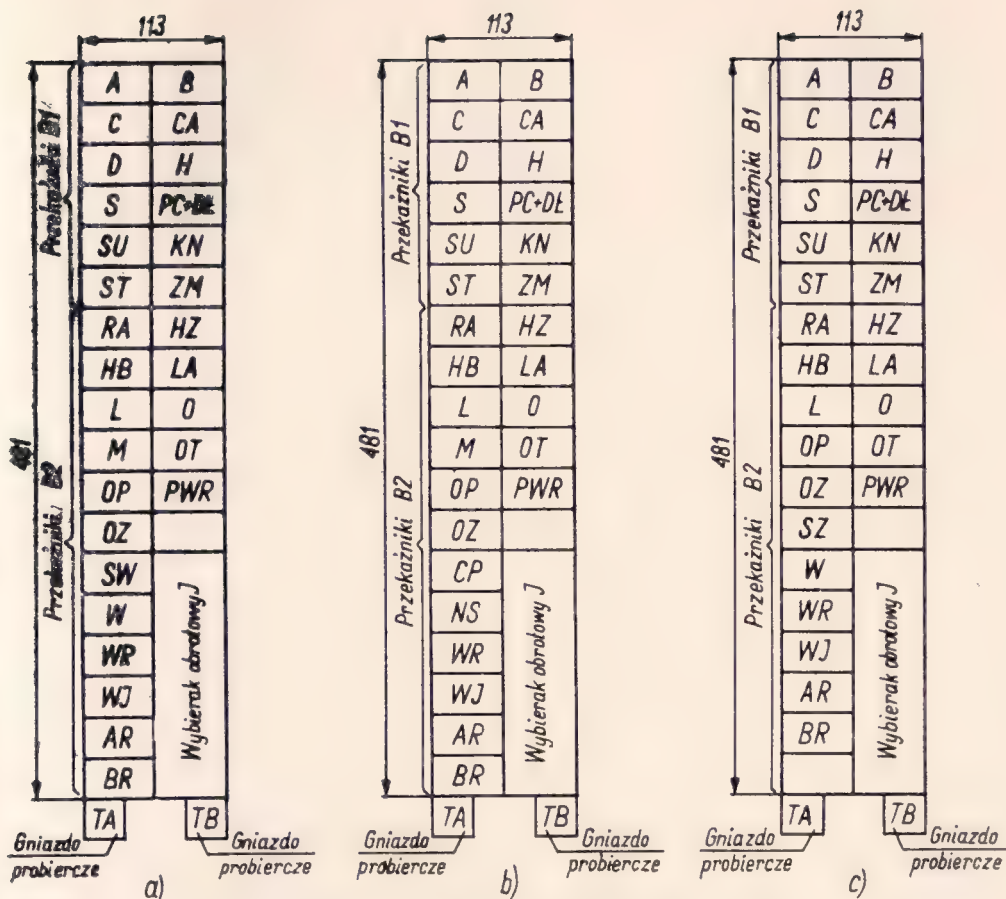 113
A B
C CA
D H
S PC+DŁ
SU KN
ST ZM
RA HZ
HB LA
L O
M OT
OP PWR
OZ
SW
W
WR
WJ
AR
BR
Przekaźniki B1
481
Przekaźniki B2
Wybierak obrotowy J
TA TB
Gniazdo probiercze
Gniazdo probiercze
a)
113
A B
C CA
D H
S PC+DŁ
SU KN
ST ZM
RA HZ
HB LA
L O
M OT
OP PWR
OZ
CP
NS
WR
WJ
AR
BR
Przekaźniki B1
481
Przekaźniki B2
Wybierak obrotowy J
TA TB
Gniazdo probiercze
Gniazdo probiercze
b)
113
A B
C CA
D H
S PC+DŁ
SU KN
ST ZM
RA HZ
HB LA
L O
OP OT
OZ PWR
SZ
W
WR
WJ
AR
BR
Przekaźniki B1
481
Przekaźniki B2
Wybierak obrotowy J
TA TB
Gniazdo probiercze
Gniazdo probiercze
c)